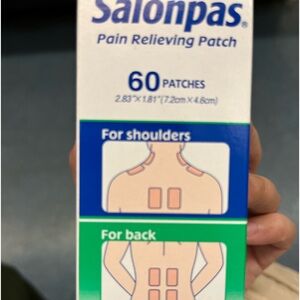 Salonpas®
Pain Relieving Patch
60 PATCHES
2.83"×1.81" (7.2cm×4.6cm)
For shoulders
For back